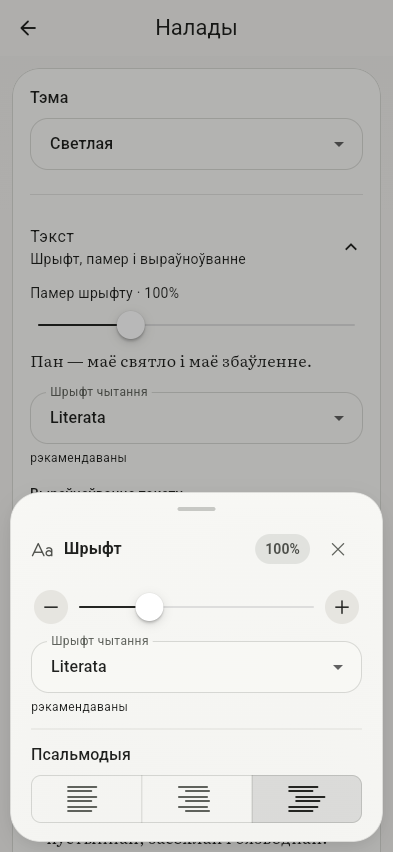 Налады
Тэма
Светлая
Тэкст
Шрыфт, памер і выраўноўванне
Памер шрыфту · 100%
Пан — маё святло і маё збаўленне.
Шрыфт чытання
Literata
рэкамендаваны
Aa Шрыфт 100%
Шрыфт чытання
Literata
рэкамендаваны
Псальмодыя